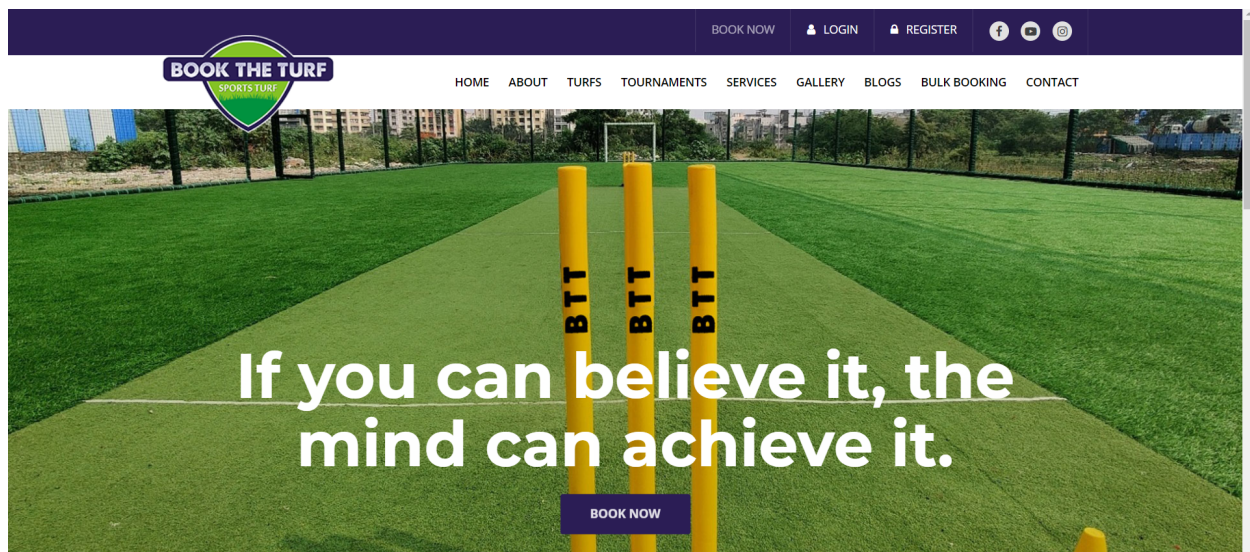 BOOK NOW
LOGIN
REGISTER
BOOK THE TURF
SPORTS TURF
HOME
ABOUT
TURFS
TOURNAMENTS
SERVICES
GALLERY
BLOGS
BULK BOOKING
CONTACT
BTT
BTT
BTT
If you can believe it, the
mind can achieve it.
BOOK NOW